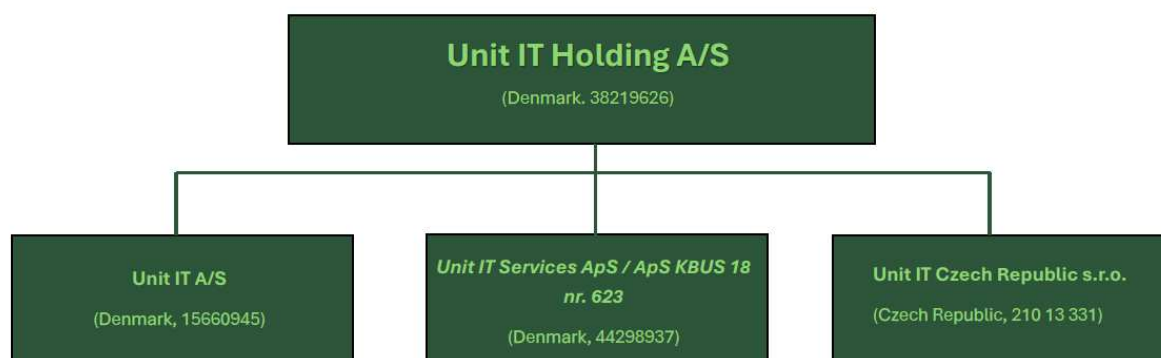 Unit IT Holding A/S
(Denmark. 38219626)
Unit IT A/S
(Denmark, 15660945)
Unit IT Services ApS / ApS KBUS 18
nr. 623
(Denmark, 44298937)
Unit IT Czech Republic s.r.o.
(Czech Republic, 210 13 331)